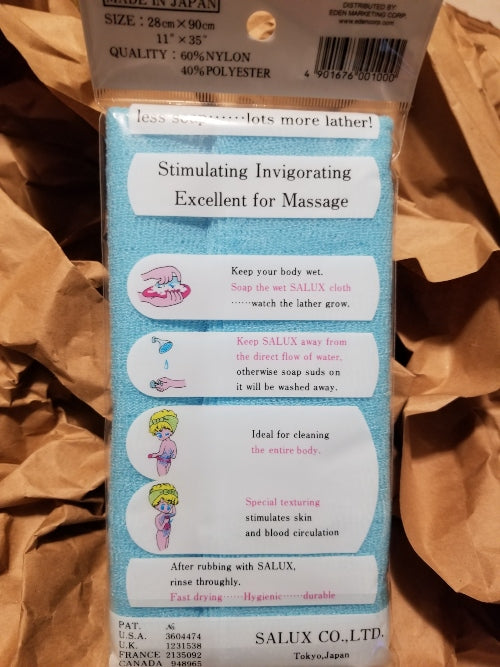 MADE IN JAPAN
SIZE : 28cm×90cm
11"×35"
QUALITY : 60%NYLON
40%POLYESTER
DISTRIBUTED BY:
EDEN MARKETING CORP.
www.edencorp.com
4 901676 001000
less soap······lots more lather!
Stimulating Invigorating
Excellent for Massage
Keep your body wet.
Soap the wet SALUX cloth
······watch the lather grow.
Keep SALUX away from
the direct flow of water,
otherwise soap suds on
it will be washed away.
Ideal for cleaning
the entire body.
Special texturing
stimulates skin
and blood circulation
After rubbing with SALUX,
rinse throughly.
Fast drying······Hygienic······durable
PAT. №
U.S.A. 3604474
U.K. 1231538
FRANCE 2135092
CANADA 948965
SALUX CO.,LTD.
Tokyo,Japan